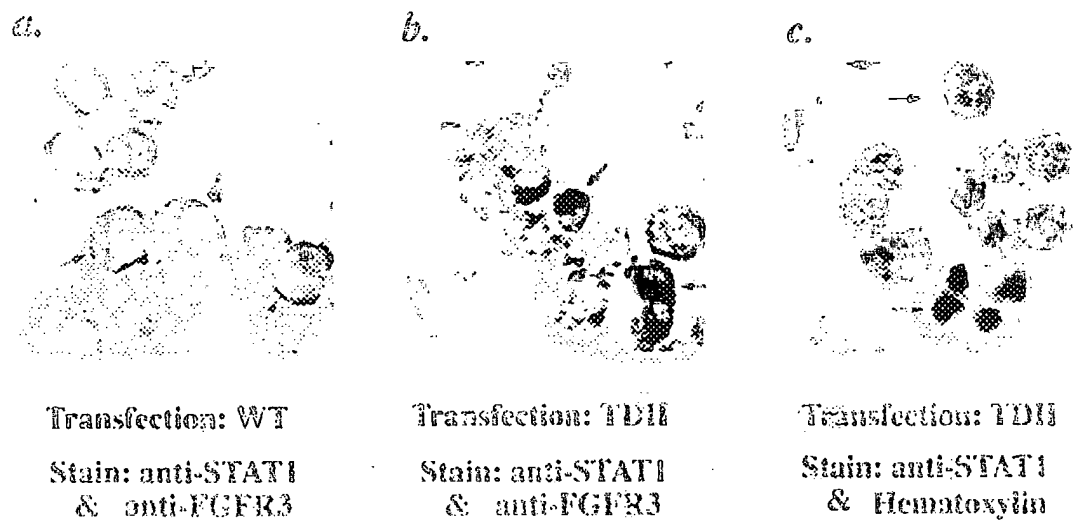 a.
b.
c.
Transfection: WT
Stain: anti-STAT1
& anti-FGFR3
Transfection: TDII
Stain: anti-STAT1
& anti-FGFR3
Transfection: TDII
Stain: anti-STAT1
& Hematoxylin